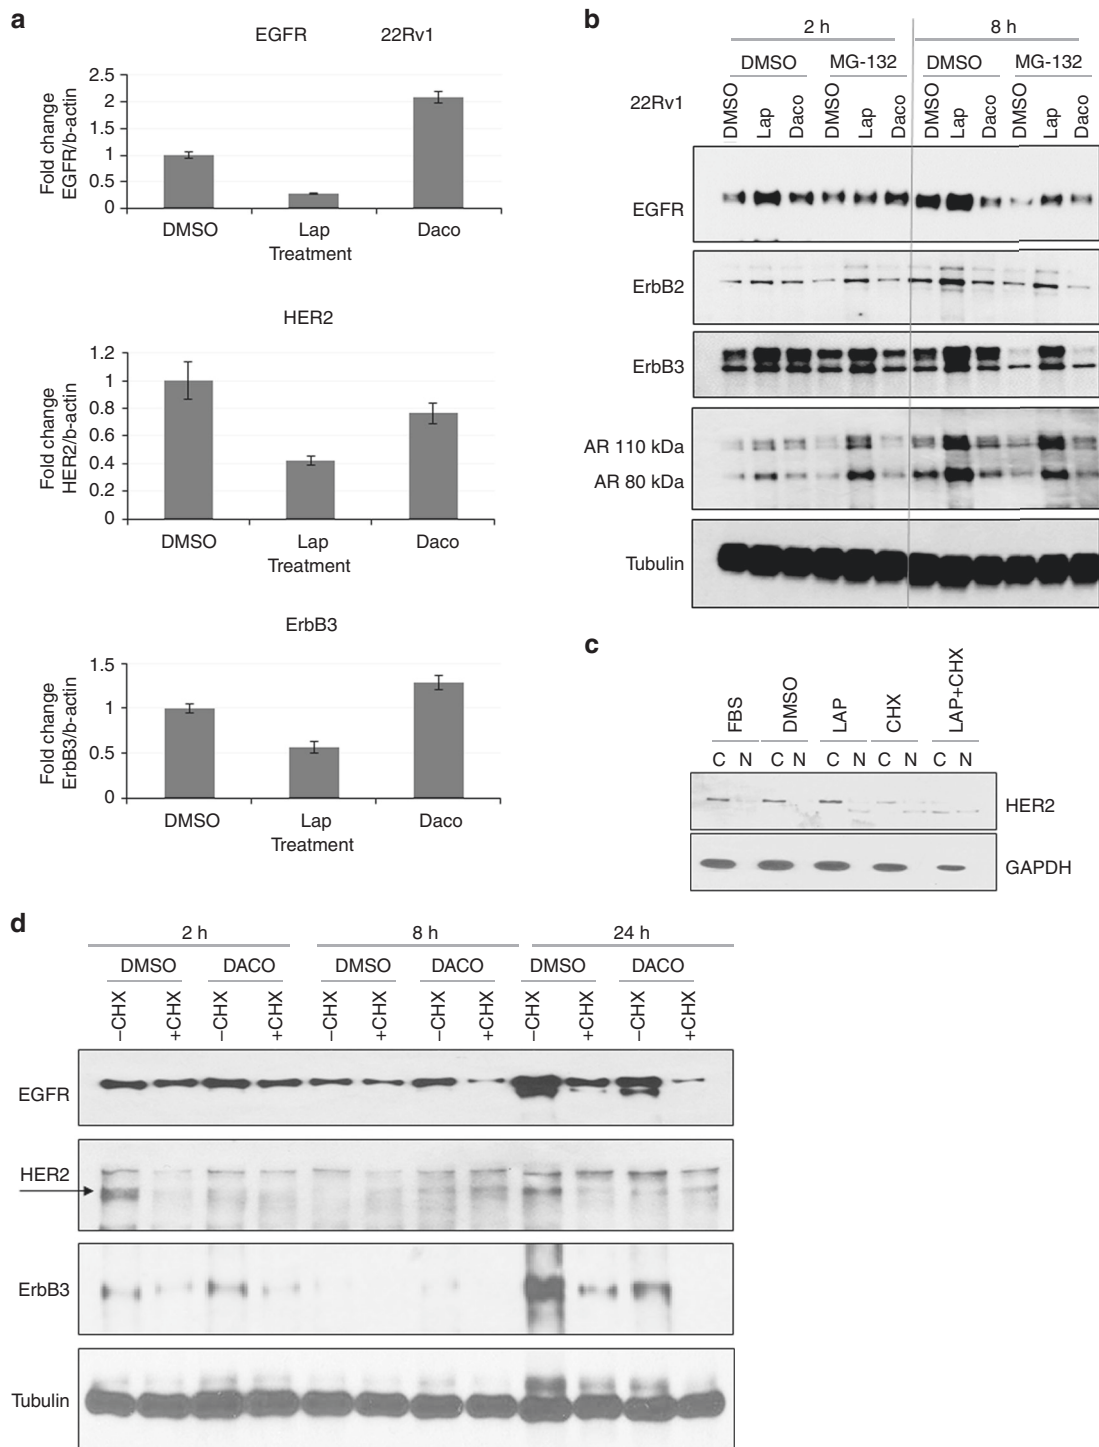 a
EGFR 22Rv1
Fold change
EGFR/b-actin
2.5
2
1.5
1
0.5
0
DMSO Lap Daco
Treatment
HER2
Fold change
HER2/b-actin
1.2
1
0.8
0.6
0.4
0.2
0
DMSO Lap Daco
Treatment
ErbB3
Fold change
ErbB3/b-actin
1.5
1
0.5
0
DMSO Lap Daco
Treatment
b
2 h 8 h
DMSO MG-132 DMSO MG-132
22Rv1 DMSO Lap Daco DMSO Lap Daco DMSO Lap Daco DMSO Lap Daco
EGFR
ErbB2
ErbB3
AR 110 kDa
AR 80 kDa
Tubulin
c
FBS DMSO LAP CHX LAP+CHX
C N C N C N C N C N
HER2
GAPDH
d
2 h 8 h 24 h
DMSO DACO DMSO DACO DMSO DACO
–CHX +CHX –CHX +CHX –CHX +CHX –CHX +CHX –CHX +CHX –CHX +CHX
EGFR
HER2
ErbB3
Tubulin